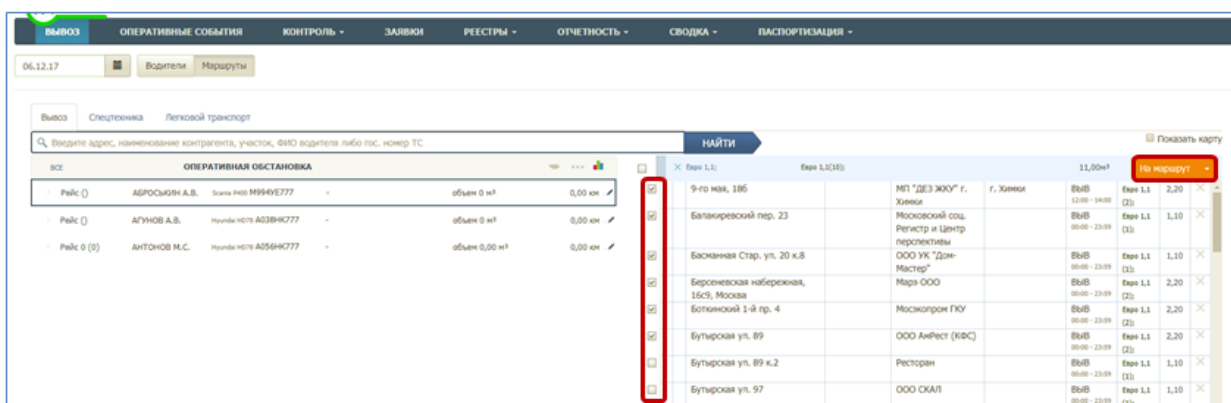 ВЫВОЗ ОПЕРАТИВНЫЕ СОБЫТИЯ КОНТРОЛЬ ЗАЯВКИ РЕЕСТРЫ ОТЧЕТНОСТЬ СВОДКА ПАСПОРТИЗАЦИЯ
06.12.17 Водители Маршруты
Вывоз Спецтехника Легковой транспорт
Введите адрес, наименование контрагента, участок, ФИО водителя либо гос. номер ТС НАЙТИ Показать карту
ВСЕ ОПЕРАТИВНАЯ ОБСТАНОВКА ... × Евро 1,1; Евро 1,1(10); 11,00м³ На маршрут
Рейс () АБРОСЬКИН А.В. Scania P400 М994УЕ777 - объем 0 м³ 0,00 км
Рейс () АГУНОВ А.В. Hyundai HD78 А038НК777 - объем 0 м³ 0,00 км
Рейс 0 (0) АНТОНОВ М.С. Hyundai HD78 А056НК777 - объем 0,00 м³ 0,00 км
9-го мая, 18б МП "ДЕЗ ЖКУ" г. г. Химки ВЫВ Евро 1,1 2,20 ×
Химки 12:00 - 14:00 (2);
Балакиревский пер. 23 Московский соц. ВЫВ Евро 1,1 1,10 ×
Регистр и Центр 00:00 - 23:59 (1);
перспективы
Басманная Стар. ул. 20 к.8 ООО УК "Дом- ВЫВ Евро 1,1 1,10 ×
Мастер" 00:00 - 23:59 (1);
Берсеневская набережная, Марэ ООО ВЫВ Евро 1,1 2,20 ×
16с9, Москва 00:00 - 23:59 (2);
Боткинский 1-й пр. 4 Мосэкопром ГКУ ВЫВ Евро 1,1 2,20 ×
00:00 - 23:59 (2);
Бутырская ул. 89 ООО АмРест (КФС) ВЫВ Евро 1,1 2,20 ×
00:00 - 23:59 (2);
Бутырская ул. 89 к.2 Ресторан ВЫВ Евро 1,1 1,10 ×
00:00 - 23:59 (1);
Бутырская ул. 97 ООО СКАЛ ВЫВ Евро 1,1 1,10 ×
00:00 - 23:59